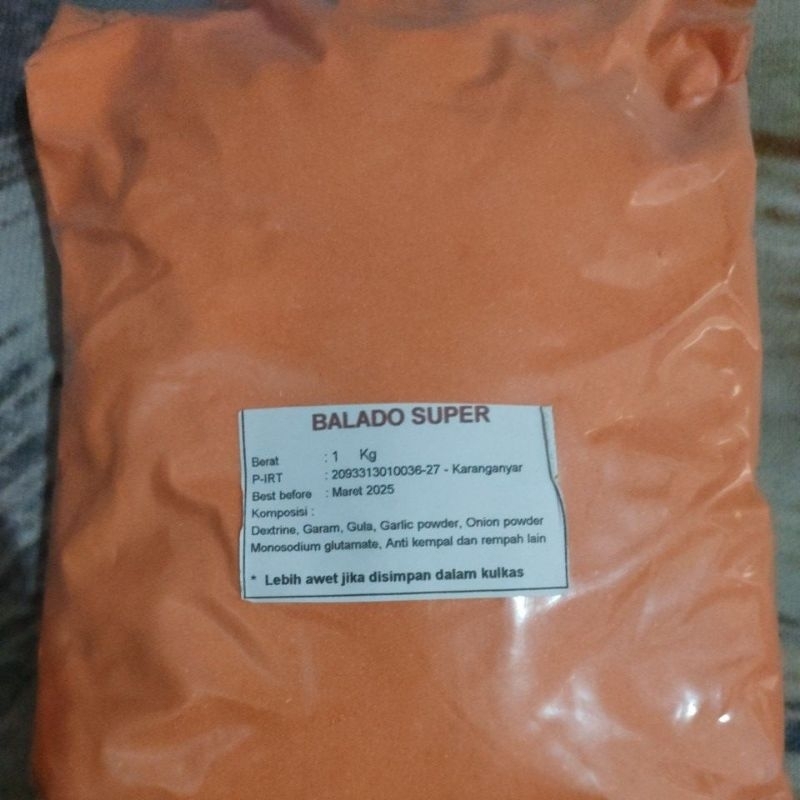 BALADO SUPER
Berat : 1 Kg
P-IRT : 2093313010036-27 - Karanganyar
Best before : Maret 2025
Komposisi :
Dextrine, Garam, Gula, Garlic powder, Onion powder
Monosodium glutamate, Anti kempal dan rempah lain
* Lebih awet jika disimpan dalam kulkas